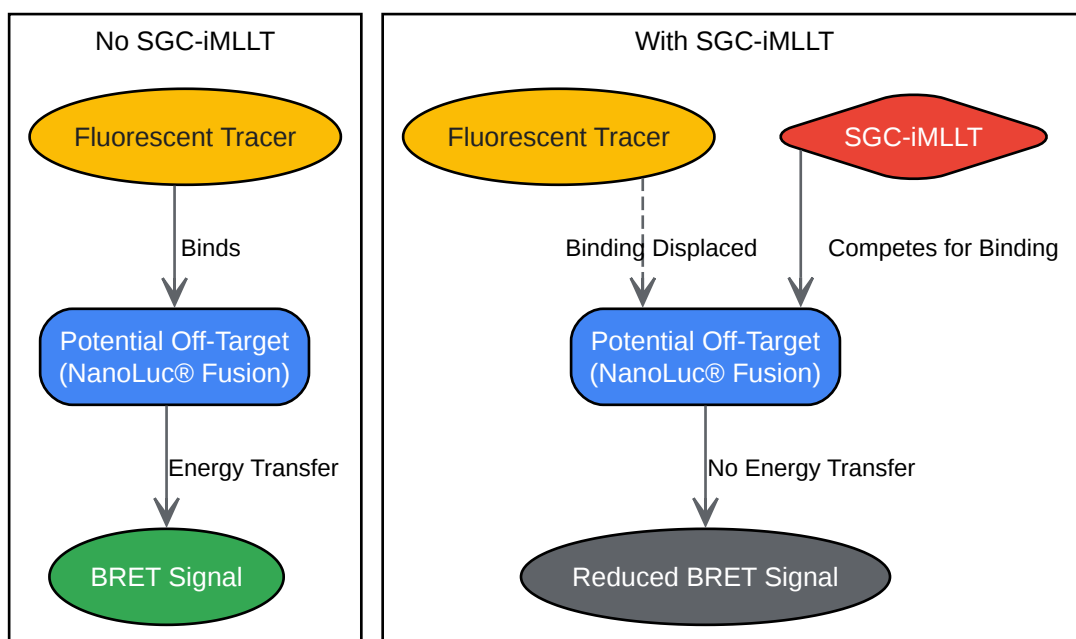 No SGC-iMLLT
Fluorescent Tracer
Binds
Potential Off-Target
(NanoLuc® Fusion)
Energy Transfer
BRET Signal
With SGC-iMLLT
Fluorescent Tracer
SGC-iMLLT
Binding Displaced
Competes for Binding
Potential Off-Target
(NanoLuc® Fusion)
No Energy Transfer
Reduced BRET Signal